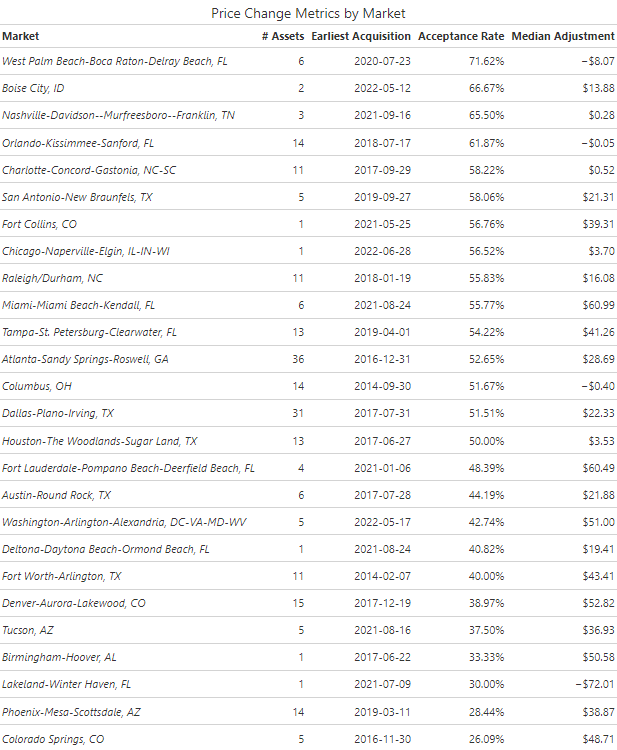 Price Change Metrics by Market
Market # Assets Earliest Acquisition Acceptance Rate Median Adjustment
West Palm Beach-Boca Raton-Delray Beach, FL 6 2020-07-23 71.62% −$8.07
Boise City, ID 2 2022-05-12 66.67% $13.88
Nashville-Davidson--Murfreesboro--Franklin, TN 3 2021-09-16 65.50% $0.28
Orlando-Kissimmee-Sanford, FL 14 2018-07-17 61.87% −$0.05
Charlotte-Concord-Gastonia, NC-SC 11 2017-09-29 58.22% $0.52
San Antonio-New Braunfels, TX 5 2019-09-27 58.06% $21.31
Fort Collins, CO 1 2021-05-25 56.76% $39.31
Chicago-Naperville-Elgin, IL-IN-WI 1 2022-06-28 56.52% $3.70
Raleigh/Durham, NC 11 2018-01-19 55.83% $16.08
Miami-Miami Beach-Kendall, FL 6 2021-08-24 55.77% $60.99
Tampa-St. Petersburg-Clearwater, FL 13 2019-04-01 54.22% $41.26
Atlanta-Sandy Springs-Roswell, GA 36 2016-12-31 52.65% $28.69
Columbus, OH 14 2014-09-30 51.67% −$0.40
Dallas-Plano-Irving, TX 31 2017-07-31 51.51% $22.33
Houston-The Woodlands-Sugar Land, TX 13 2017-06-27 50.00% $3.53
Fort Lauderdale-Pompano Beach-Deerfield Beach, FL 4 2021-01-06 48.39% $60.49
Austin-Round Rock, TX 6 2017-07-28 44.19% $21.88
Washington-Arlington-Alexandria, DC-VA-MD-WV 5 2022-05-17 42.74% $51.00
Deltona-Daytona Beach-Ormond Beach, FL 1 2021-08-24 40.82% $19.41
Fort Worth-Arlington, TX 11 2014-02-07 40.00% $43.41
Denver-Aurora-Lakewood, CO 15 2017-12-19 38.97% $52.82
Tucson, AZ 5 2021-08-16 37.50% $36.93
Birmingham-Hoover, AL 1 2017-06-22 33.33% $50.58
Lakeland-Winter Haven, FL 1 2021-07-09 30.00% −$72.01
Phoenix-Mesa-Scottsdale, AZ 14 2019-03-11 28.44% $38.87
Colorado Springs, CO 5 2016-11-30 26.09% $48.71